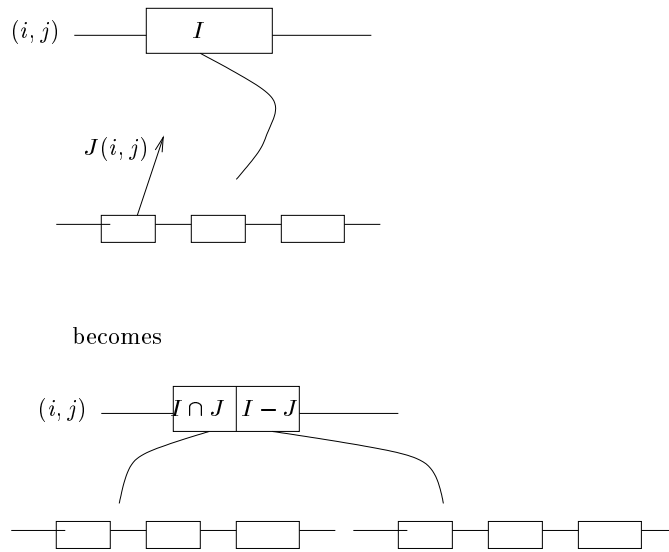 (i, j)
I
J(i, j)
becomes
(i, j)
I ∩ J
I − J